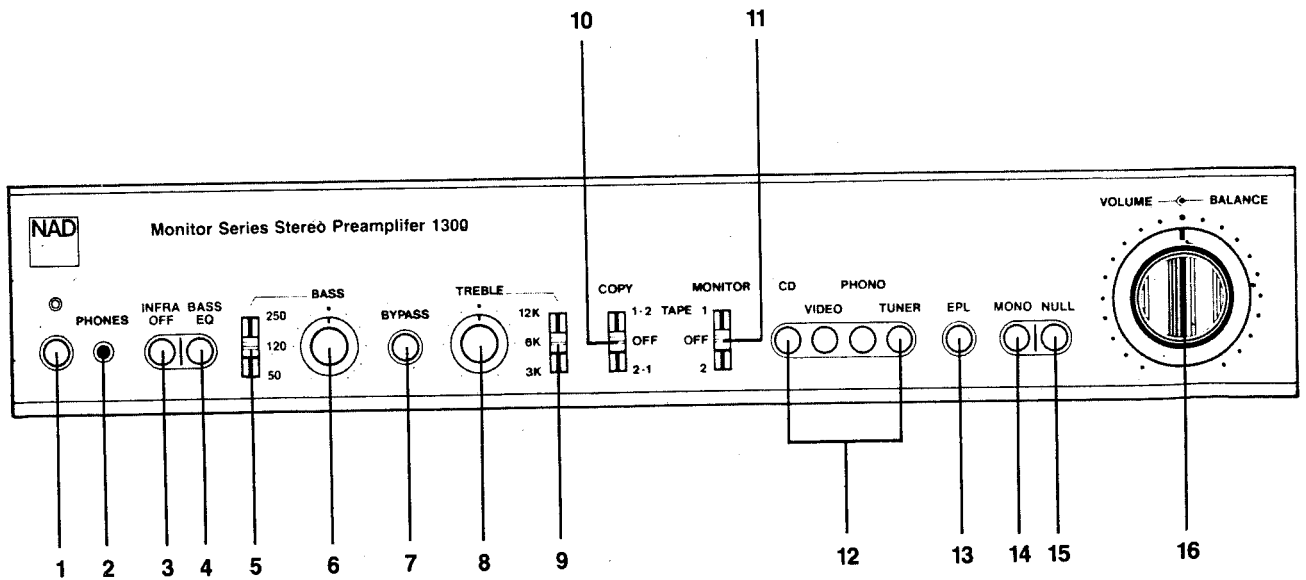 10 11
VOLUME BALANCE
NAD Monitor Series Stereo Preamplifer 1300
PHONES
INFRA OFF
BASS EQ
BASS
250
120
50
BYPASS
TREBLE
12K
6K
3K
COPY
1·2
OFF
2·1
MONITOR
TAPE 1
OFF
2
CD
VIDEO
PHONO
TUNER
EPL
MONO NULL
1 2 3 4 5 6 7 8 9 12 13 14 15 16